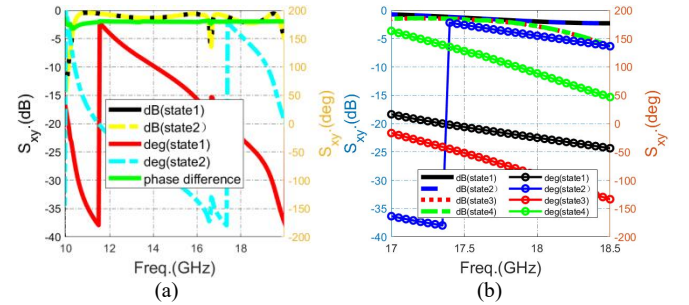 0
-5
-10
-15
-20
-25
-30
-35
-40
S_xy'.(dB)
dB(state1)
dB(state2)
deg(state1)
deg(state2)
phase difference
10 12 14 16 18
Freq.(GHz)
200
150
100
50
0
-50
-100
-150
-200
S_xy'.(deg)
(a)
0
-5
-10
-15
-20
-25
-30
-35
-40
S_xy'.(dB)
dB(state1) deg(state1)
dB(state2) deg(state2)
dB(state3) deg(state3)
dB(state4) deg(state4)
17 17.5 18 18.5
Freq.(GHz)
200
150
100
50
0
-50
-100
-150
-200
S_xy'.(deg)
(b)